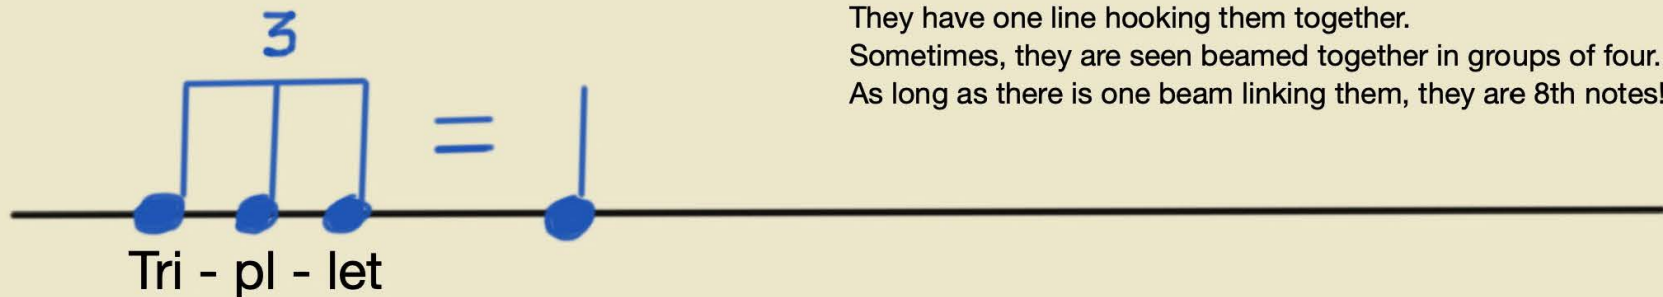 3
They have one line hooking them together.
Sometimes, they are seen beamed together in groups of four.
As long as there is one beam linking them, they are 8th notes!
=
Tri - pl - let